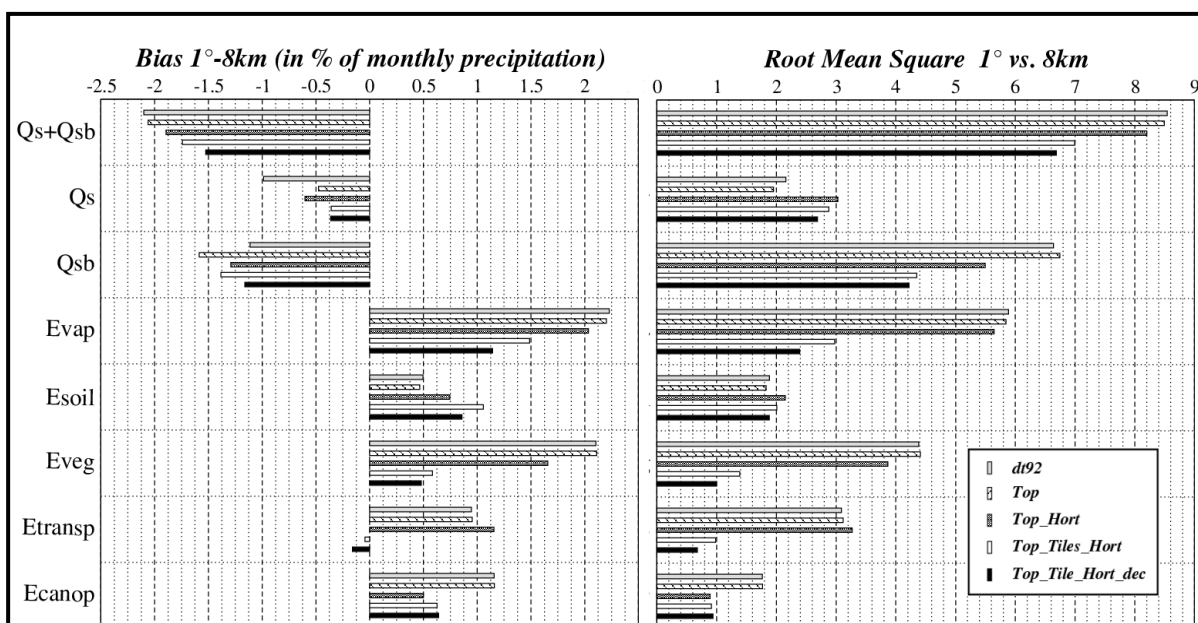 Bias 1°-8km (in % of monthly precipitation)
Root Mean Square 1° vs. 8km
-2.5 -2 -1.5 -1 -0.5 0 0.5 1 1.5 2 2.5
0 1 2 3 4 5 6 7 8 9
Qs+Qsb
Qs
Qsb
Evap
Esoil
Eveg
Etransp
Ecanop
dt92
Top
Top_Hort
Top_Tiles_Hort
Top_Tile_Hort_dec